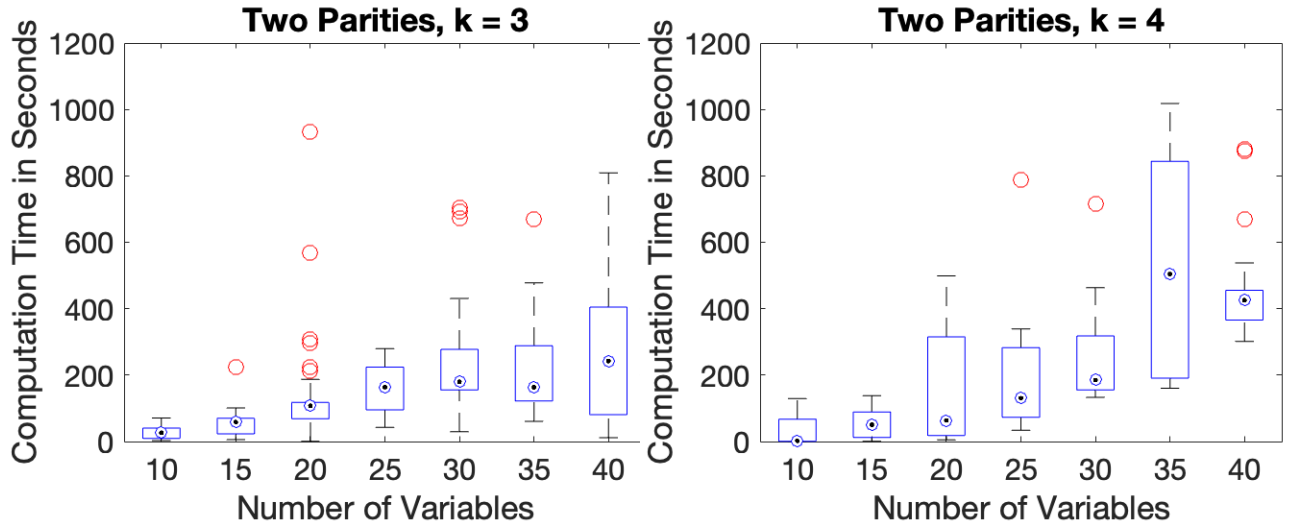 Two Parities, k = 3
Computation Time in Seconds
1200
1000
800
600
400
200
0
10 15 20 25 30 35 40
Number of Variables
Two Parities, k = 4
Computation Time in Seconds
1200
1000
800
600
400
200
0
10 15 20 25 30 35 40
Number of Variables